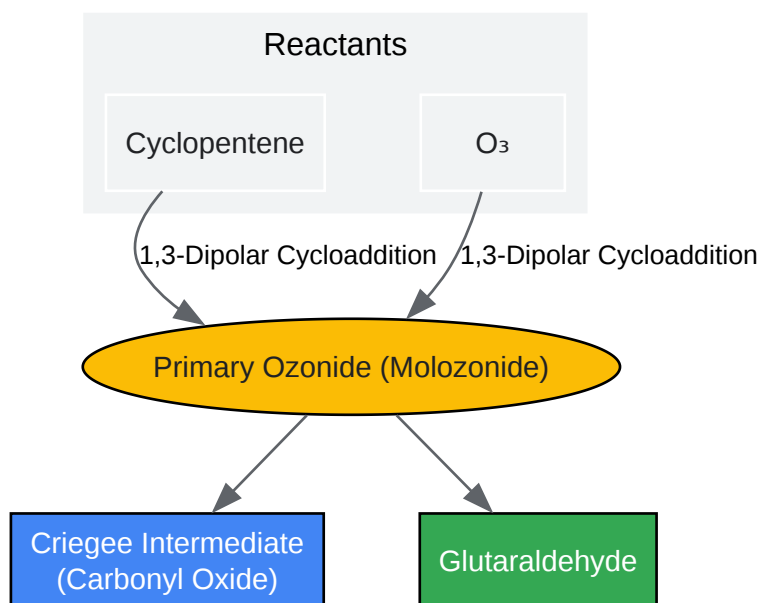 Reactants
Cyclopentene
O₃
1,3-Dipolar Cycloaddition
1,3-Dipolar Cycloaddition
Primary Ozonide (Molozonide)
Criegee Intermediate
(Carbonyl Oxide)
Glutaraldehyde